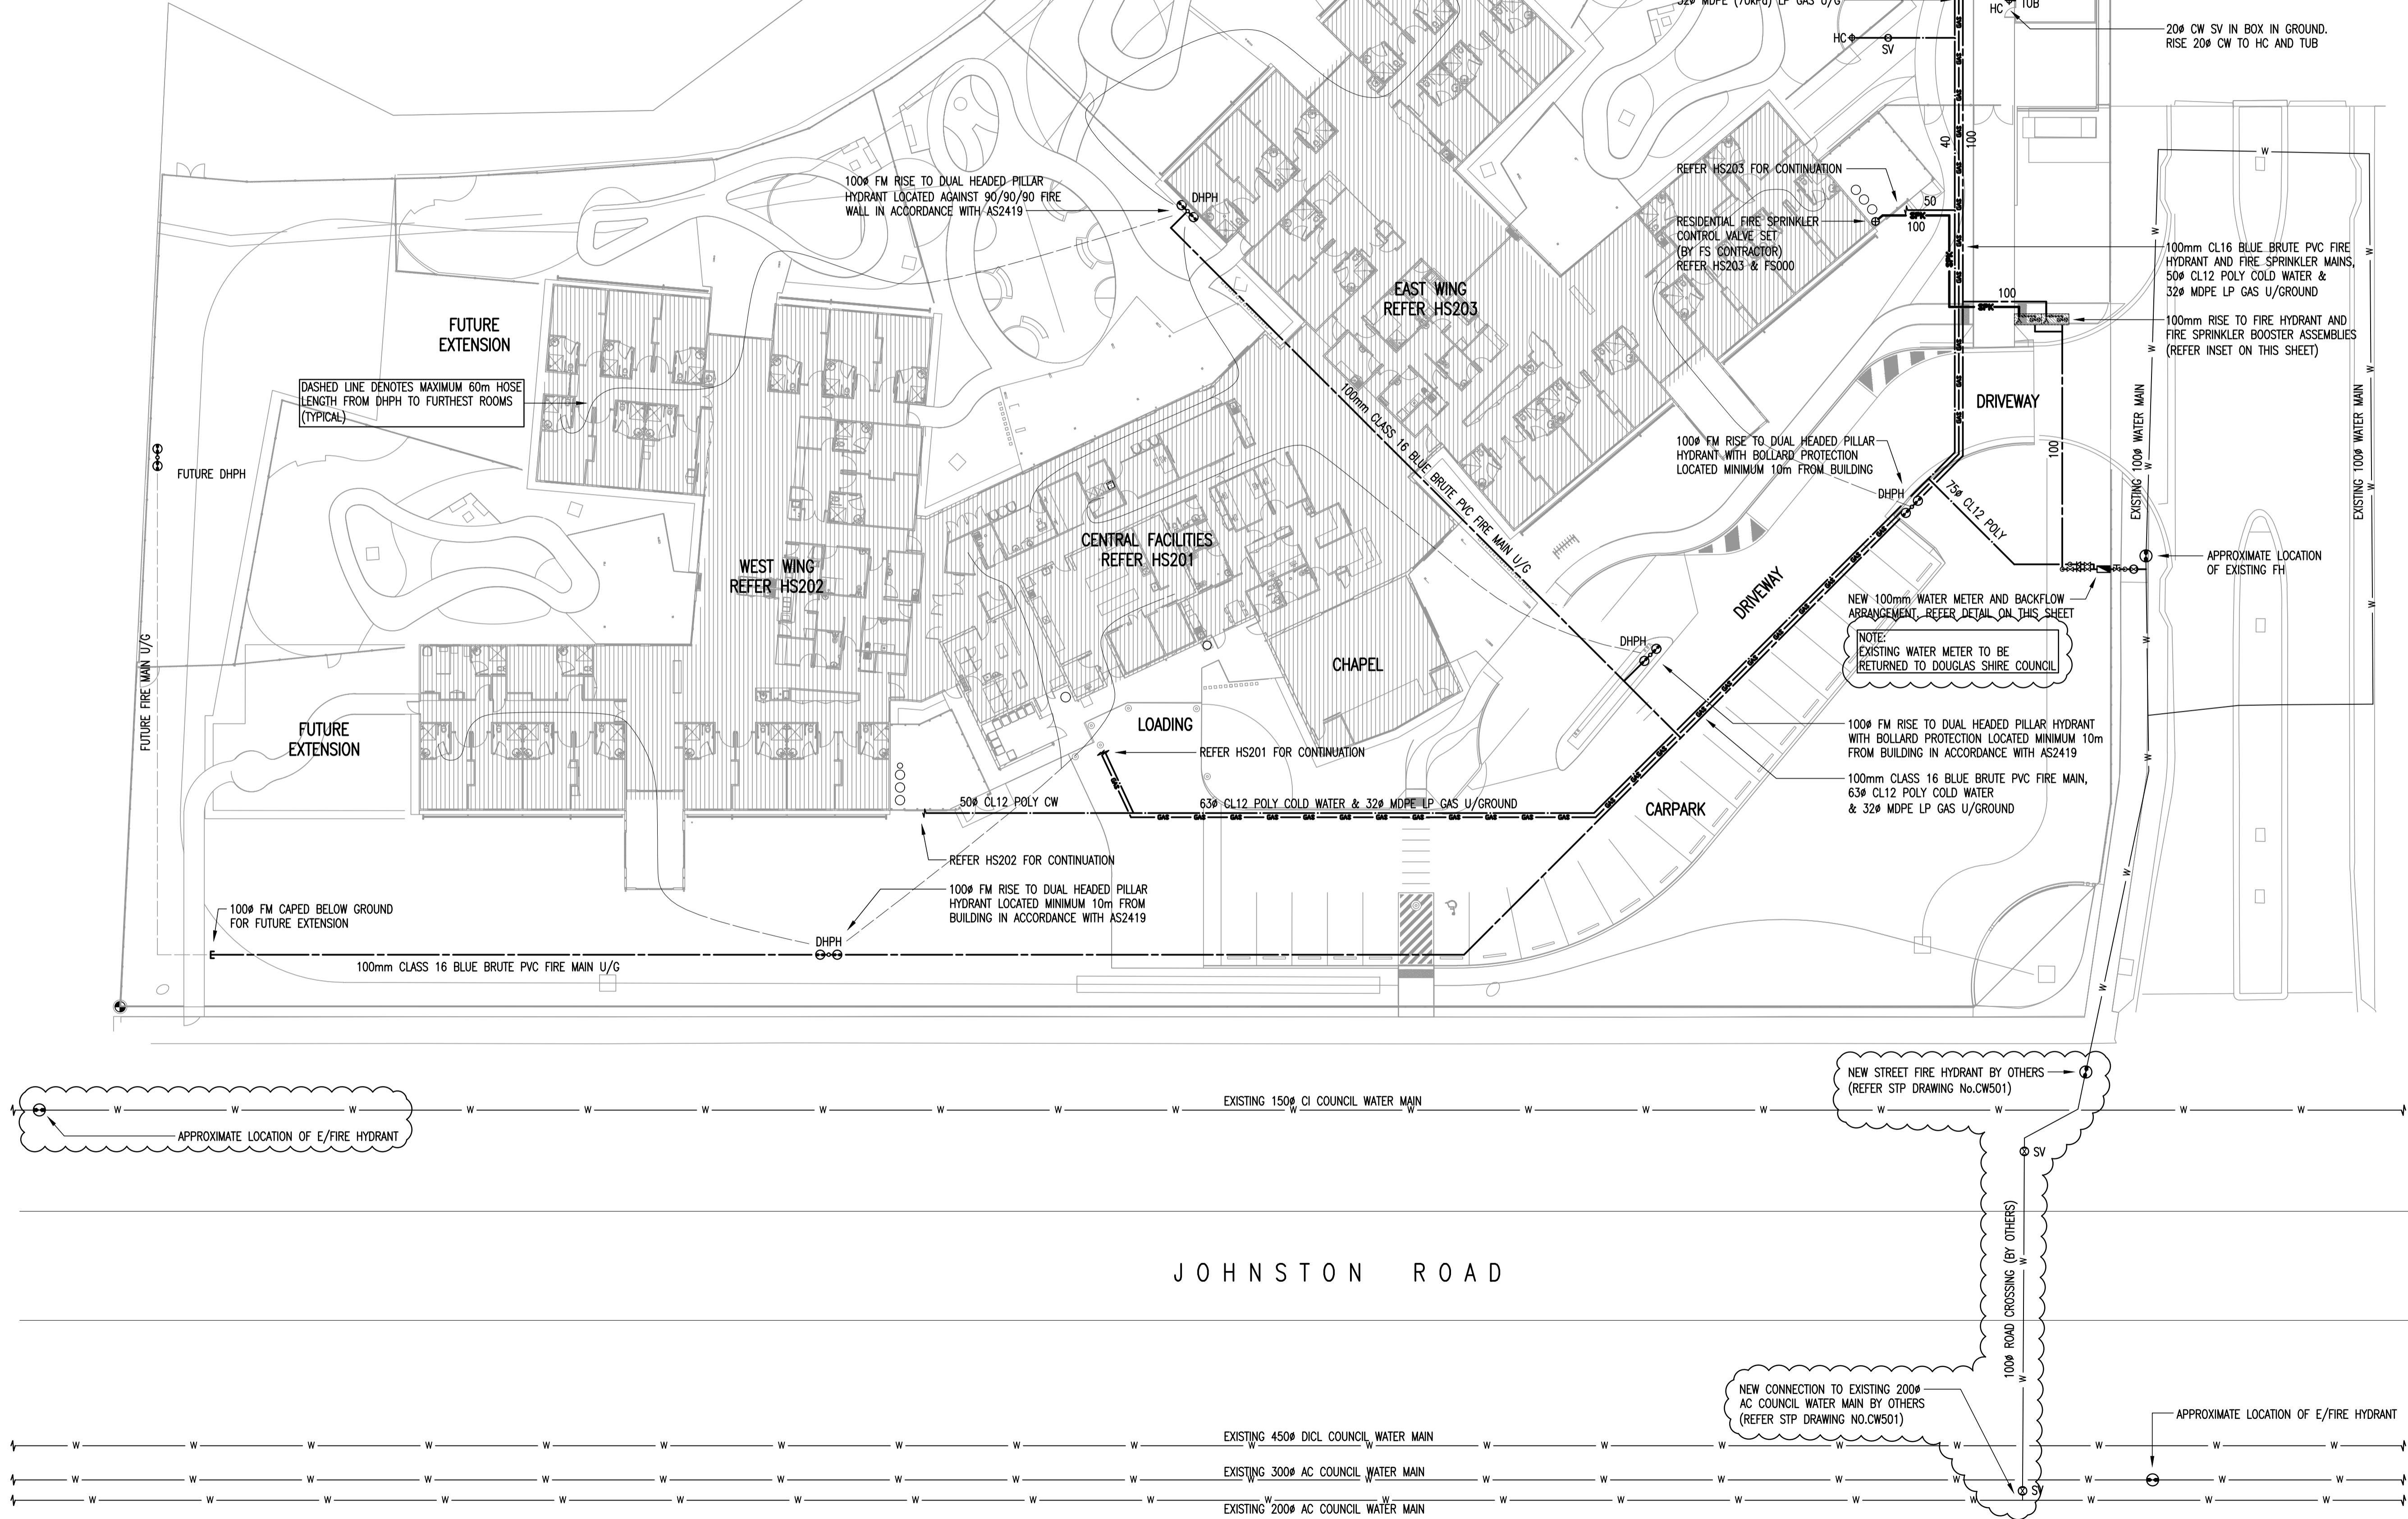 32ø MDPE (70kPa) LP GAS U/G
HC
TUB
20ø CW SV IN BOX IN GROUND.
RISE 20ø CW TO HC AND TUB
HC
SV
GAS
40
100
W
100ø FM RISE TO DUAL HEADED PILLAR
HYDRANT LOCATED AGAINST 90/90/90 FIRE
WALL IN ACCORDANCE WITH AS2419
DHPH
REFER HS203 FOR CONTINUATION
50
SPK
100
RESIDENTIAL FIRE SPRINKLER
CONTROL VALVE SET
(BY FS CONTRACTOR)
REFER HS203 & FS000
SPK
100mm CL16 BLUE BRUTE PVC FIRE
HYDRANT AND FIRE SPRINKLER MAINS,
50ø CL12 POLY COLD WATER &
32ø MDPE LP GAS U/GROUND
EAST WING
REFER HS203
100
SPK
100mm RISE TO FIRE HYDRANT AND
FIRE SPRINKLER BOOSTER ASSEMBLIES
(REFER INSET ON THIS SHEET)
FUTURE
EXTENSION
DASHED LINE DENOTES MAXIMUM 60m HOSE
LENGTH FROM DHPH TO FURTHEST ROOMS
(TYPICAL)
DRIVEWAY
EXISTING 100ø WATER MAIN
EXISTING 100ø WATER MAIN
100mm CLASS 16 BLUE BRUTE PVC FIRE MAIN U/G
100ø FM RISE TO DUAL HEADED PILLAR
HYDRANT WITH BOLLARD PROTECTION
LOCATED MINIMUM 10m FROM BUILDING
100
FUTURE DHPH
DHPH
75ø CL12 POLY
CENTRAL FACILITIES
REFER HS201
WEST WING
REFER HS202
APPROXIMATE LOCATION
OF EXISTING FH
DRIVEWAY
NEW 100mm WATER METER AND BACKFLOW
ARRANGEMENT, REFER DETAIL ON THIS SHEET
NOTE:
EXISTING WATER METER TO BE
RETURNED TO DOUGLAS SHIRE COUNCIL
DHPH
CHAPEL
FUTURE FIRE MAIN U/G
FUTURE
EXTENSION
LOADING
REFER HS201 FOR CONTINUATION
100ø FM RISE TO DUAL HEADED PILLAR HYDRANT
WITH BOLLARD PROTECTION LOCATED MINIMUM 10m
FROM BUILDING IN ACCORDANCE WITH AS2419
100mm CLASS 16 BLUE BRUTE PVC FIRE MAIN,
63ø CL12 POLY COLD WATER
& 32ø MDPE LP GAS U/GROUND
50ø CL12 POLY CW
63ø CL12 POLY COLD WATER & 32ø MDPE LP GAS U/GROUND
CARPARK
REFER HS202 FOR CONTINUATION
100ø FM RISE TO DUAL HEADED PILLAR
HYDRANT LOCATED MINIMUM 10m FROM
BUILDING IN ACCORDANCE WITH AS2419
100ø FM CAPED BELOW GROUND
FOR FUTURE EXTENSION
DHPH
100mm CLASS 16 BLUE BRUTE PVC FIRE MAIN U/G
NEW STREET FIRE HYDRANT BY OTHERS
(REFER STP DRAWING No.CW501)
EXISTING 150ø CI COUNCIL WATER MAIN
APPROXIMATE LOCATION OF E/FIRE HYDRANT
SV
100ø ROAD CROSSING (BY OTHERS)
JOHNSTON ROAD
NEW CONNECTION TO EXISTING 200ø
AC COUNCIL WATER MAIN BY OTHERS
(REFER STP DRAWING NO.CW501)
APPROXIMATE LOCATION OF E/FIRE HYDRANT
EXISTING 450ø DICL COUNCIL WATER MAIN
EXISTING 300ø AC COUNCIL WATER MAIN
SV
EXISTING 200ø AC COUNCIL WATER MAIN